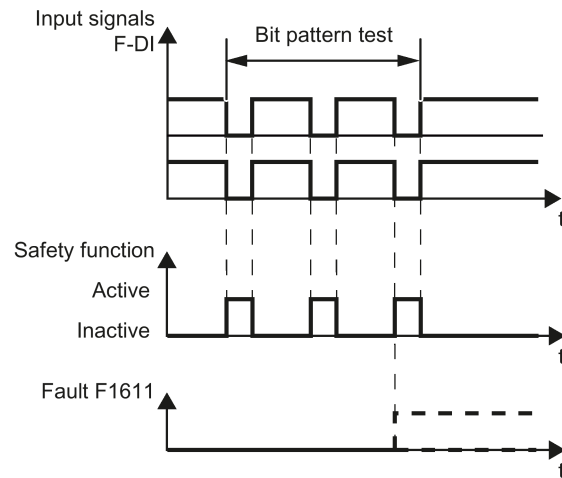 Input signals
F-DI
Bit pattern test
t
Safety function
Active
Inactive
t
Fault F1611
t